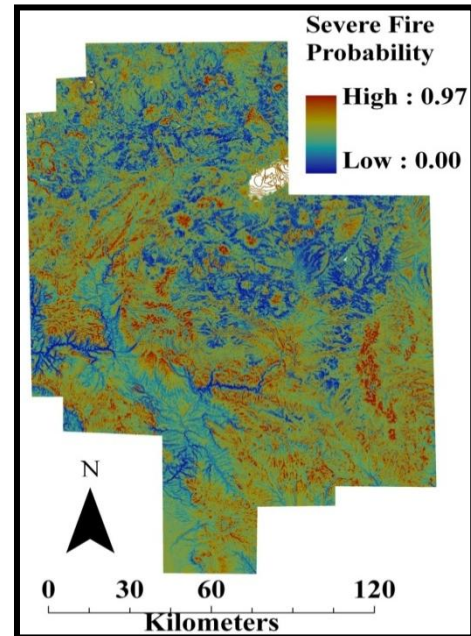 Severe Fire
Probability
High : 0.97
Low : 0.00
N
0 30 60 120
Kilometers